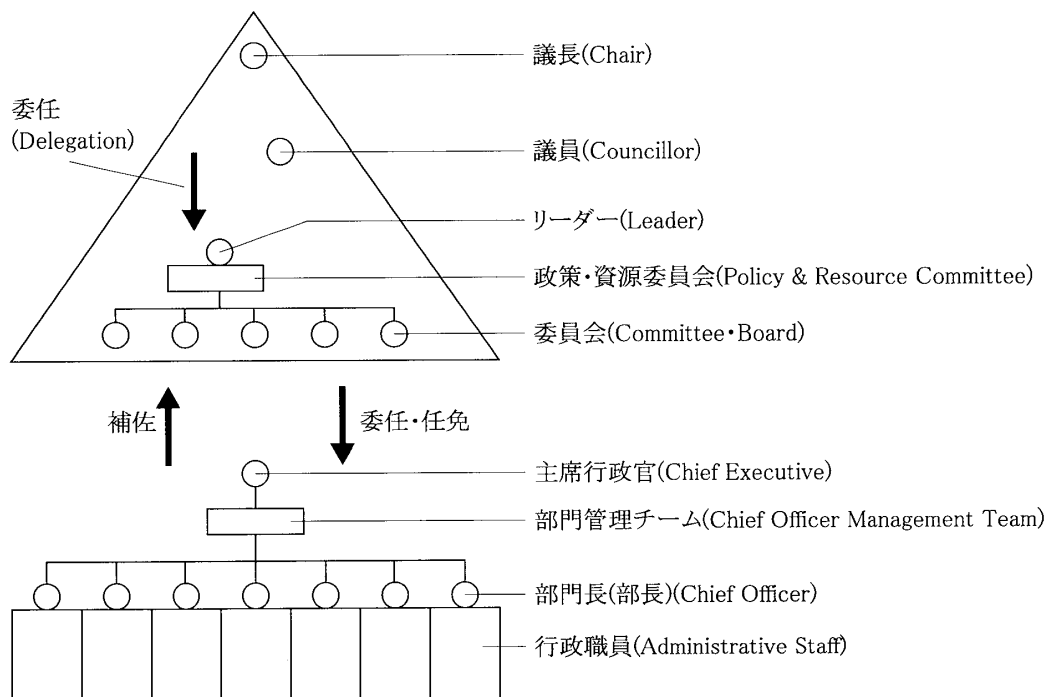 議長(Chair)
委任
(Delegation)
議員(Councillor)
リーダー(Leader)
政策・資源委員会(Policy & Resource Committee)
委員会(Committee・Board)
補佐
委任・任免
主席行政官(Chief Executive)
部門管理チーム(Chief Officer Management Team)
部門長(部長)(Chief Officer)
行政職員(Administrative Staff)